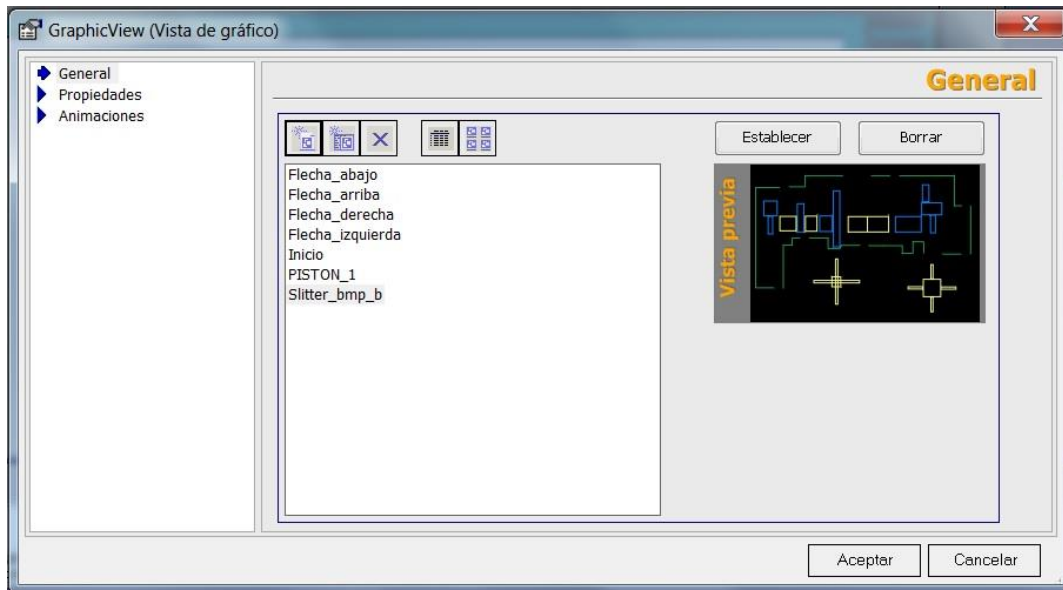 GraphicView (Vista de gráfico)
General
Propiedades
Animaciones
General
Establecer
Borrar
Flecha_abajo
Flecha_arriba
Flecha_derecha
Flecha_izquierda
Inicio
PISTON_1
Slitter_bmp_b
Vista previa
Aceptar
Cancelar